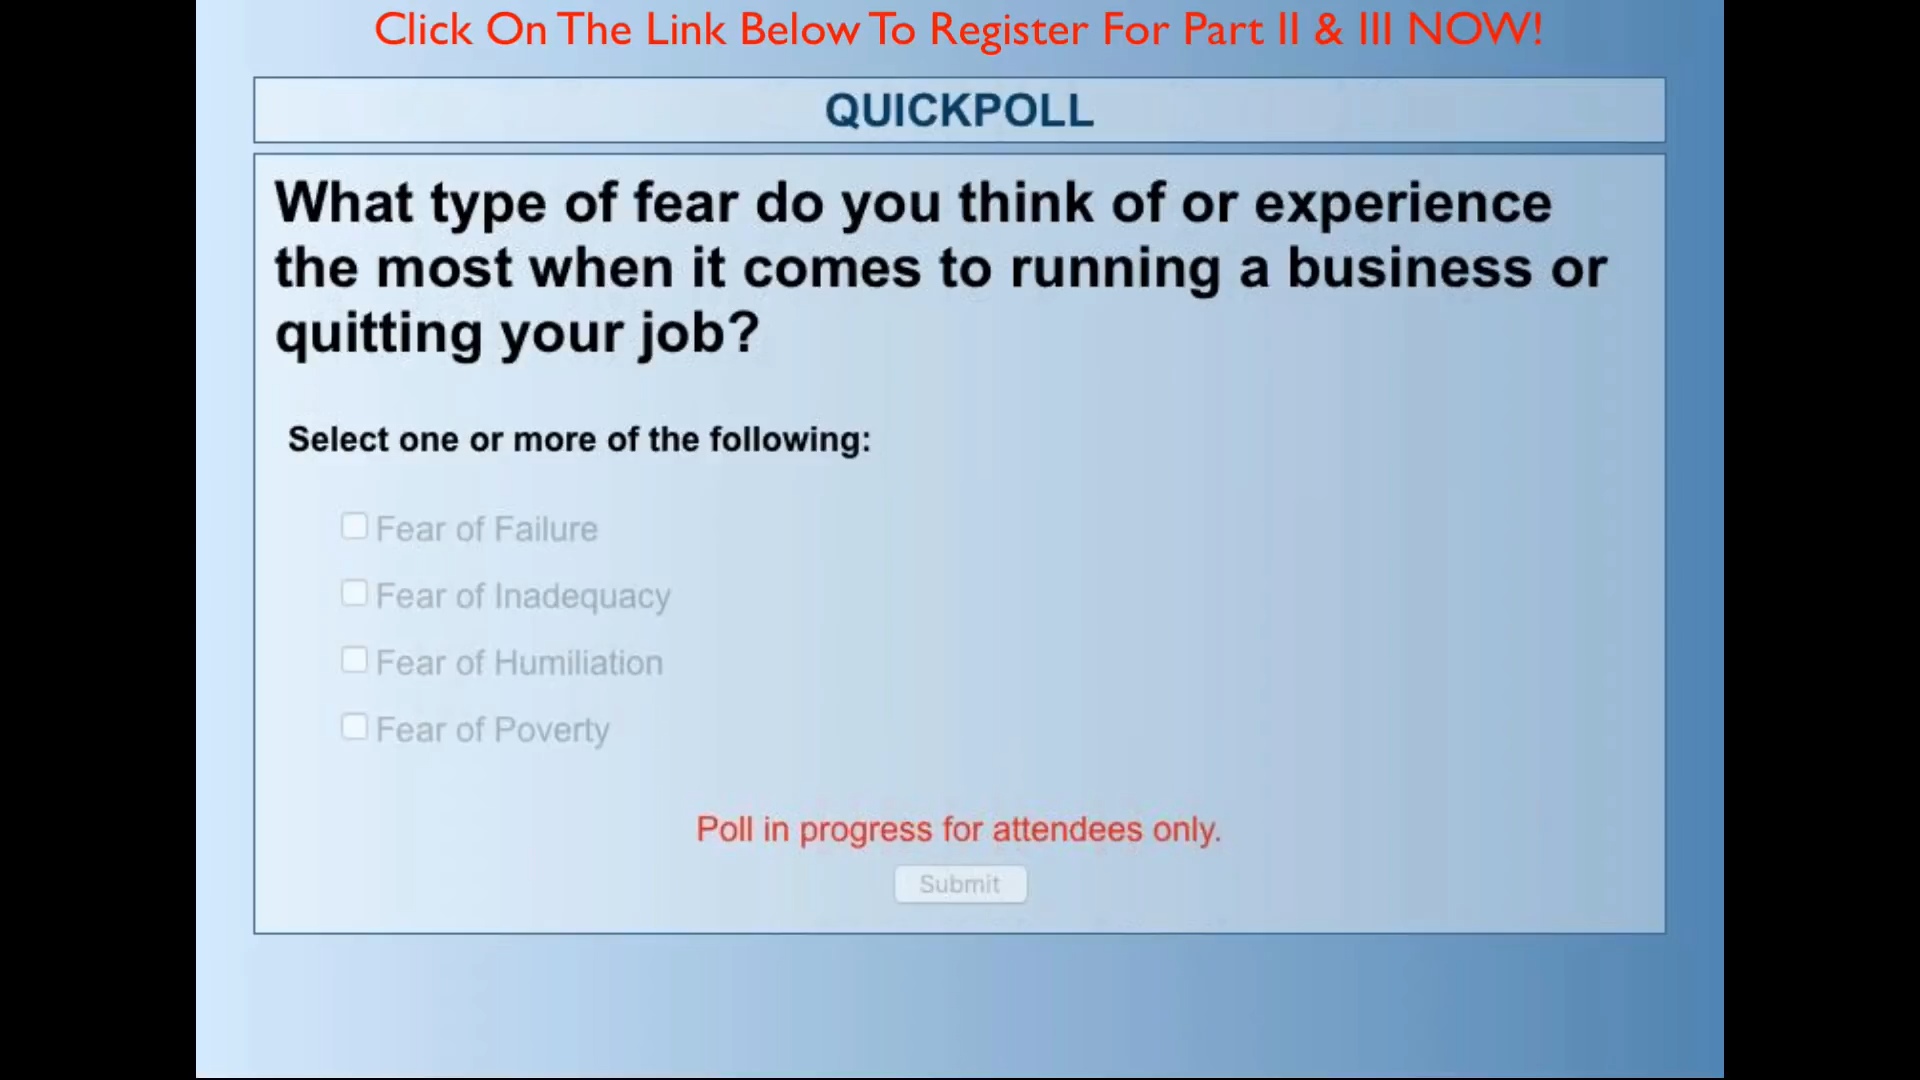 Click On The Link Below To Register For Part II & III NOW!
QUICKPOLL
What type of fear do you think of or experience
the most when it comes to running a business or
quitting your job?
Select one or more of the following:
Fear of Failure
Fear of Inadequacy
Fear of Humiliation
Fear of Poverty
Poll in progress for attendees only.
Submit